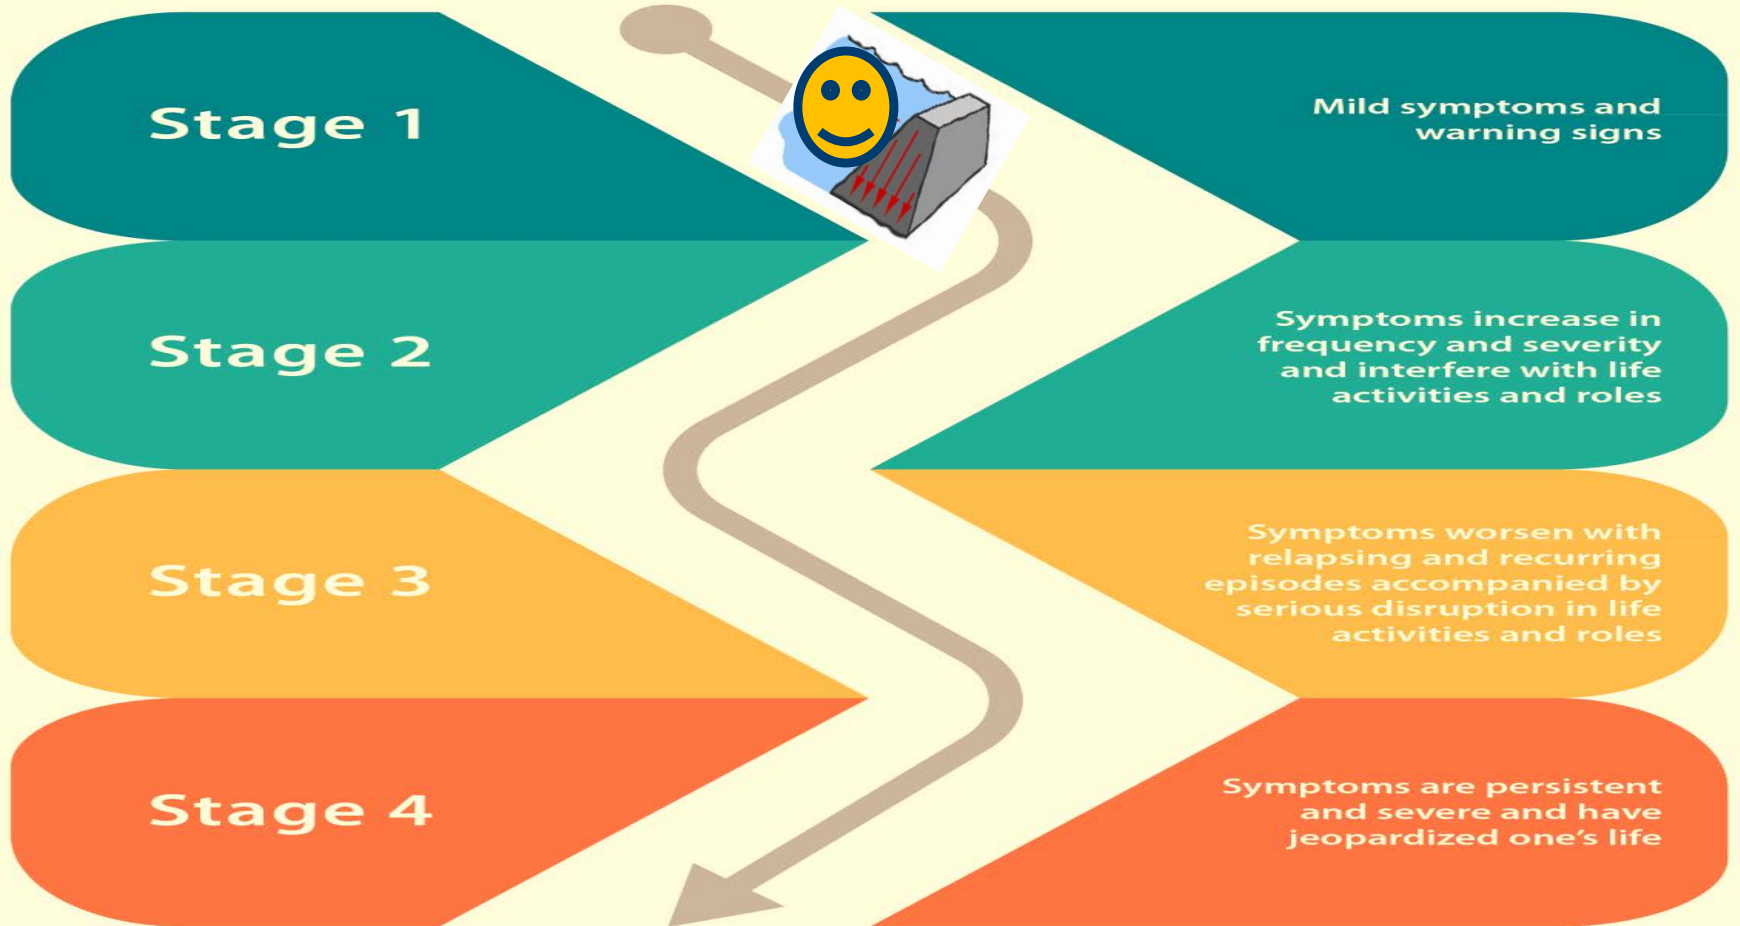 Stage 1
Mild symptoms and
warning signs
Stage 2
Symptoms increase in
frequency and severity
and interfere with life
activities and roles
Stage 3
Symptoms worsen with
relapsing and recurring
episodes accompanied by
serious disruption in life
activities and roles
Stage 4
Symptoms are persistent
and severe and have
jeopardized one’s life